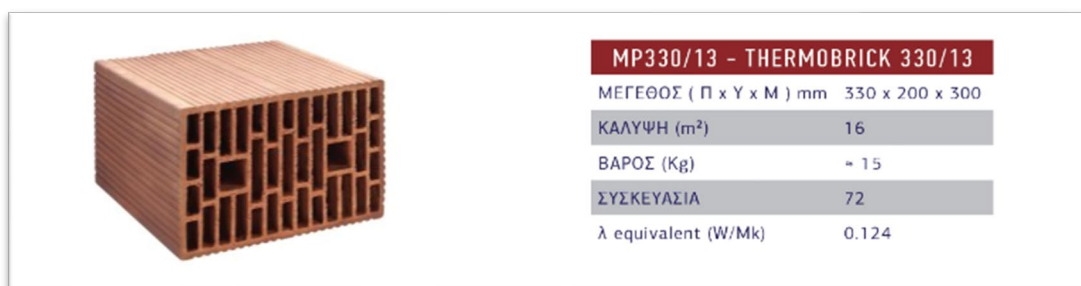 MP330/13 - THERMOBRICK 330/13
ΜΕΓΕΘΟΣ ( Π x Υ x Μ ) mm 330 x 200 x 300
ΚΑΛΥΨΗ (m²) 16
ΒΑΡΟΣ (Kg) ≈ 15
ΣΥΣΚΕΥΑΣΙΑ 72
λ equivalent (W/Mk) 0.124